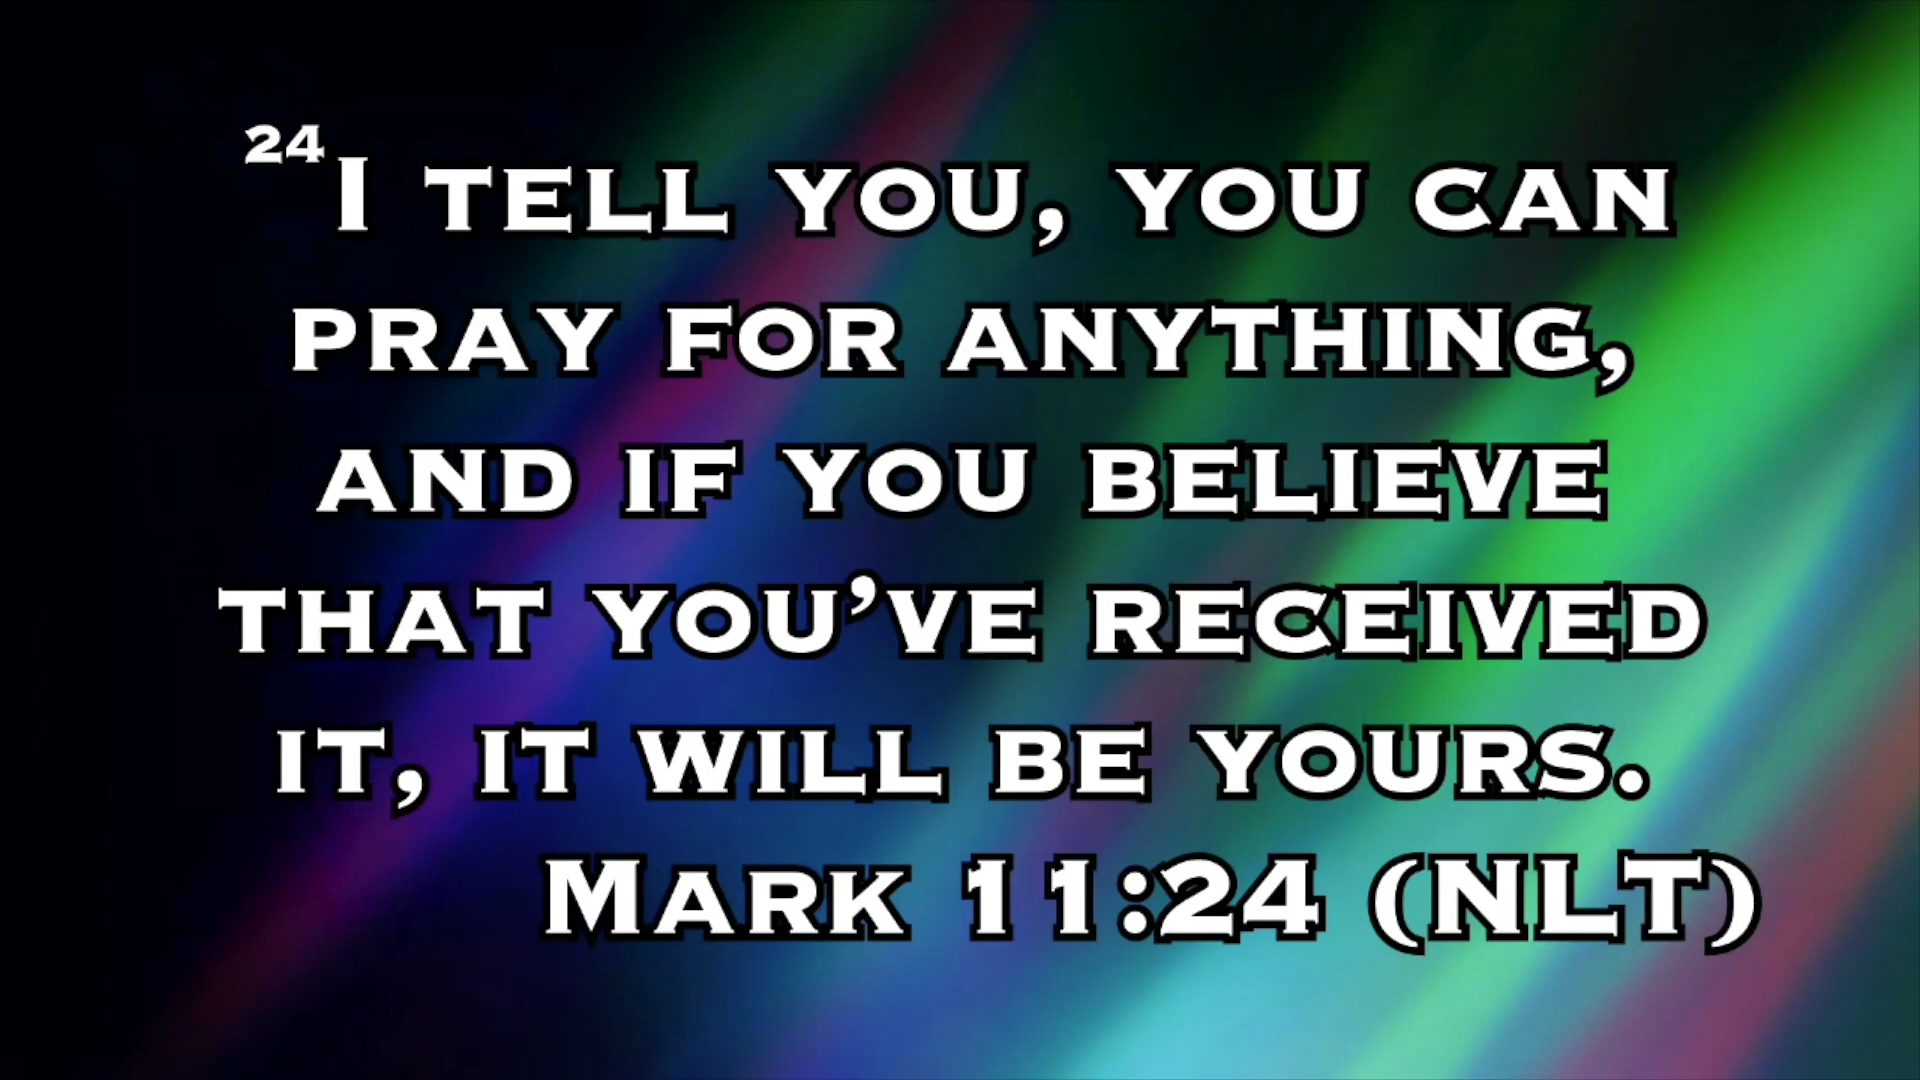 ²⁴I TELL YOU, YOU CAN
PRAY FOR ANYTHING,
AND IF YOU BELIEVE
THAT YOU’VE RECEIVED
IT, IT WILL BE YOURS.
MARK 11:24 (NLT)